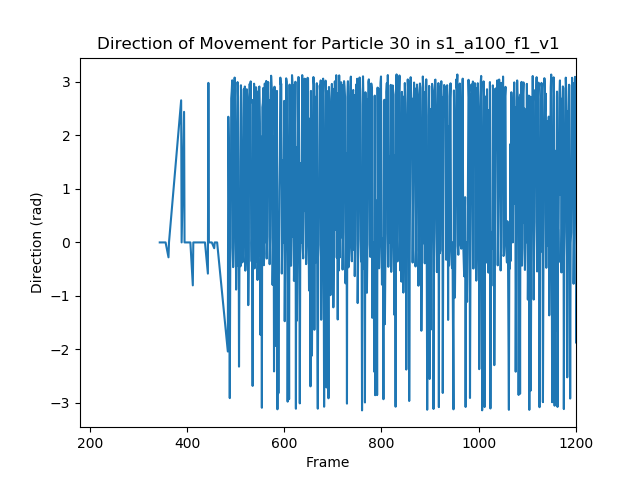 Direction of Movement for Particle 30 in s1_a100_f1_v1
3
2
1
0
−1
−2
−3
Direction (rad)
200 400 600 800 1000 1200
Frame